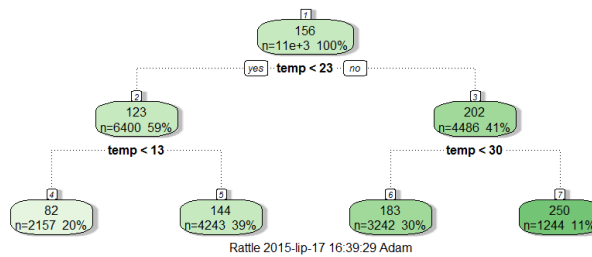 1
156
n=11e+3 100%
yes temp < 23 no
2 3
123 202
n=6400 59% n=4486 41%
temp < 13 temp < 30
4 5 6 7
82 144 183 250
n=2157 20% n=4243 39% n=3242 30% n=1244 11%
Rattle 2015-lip-17 16:39:29 Adam